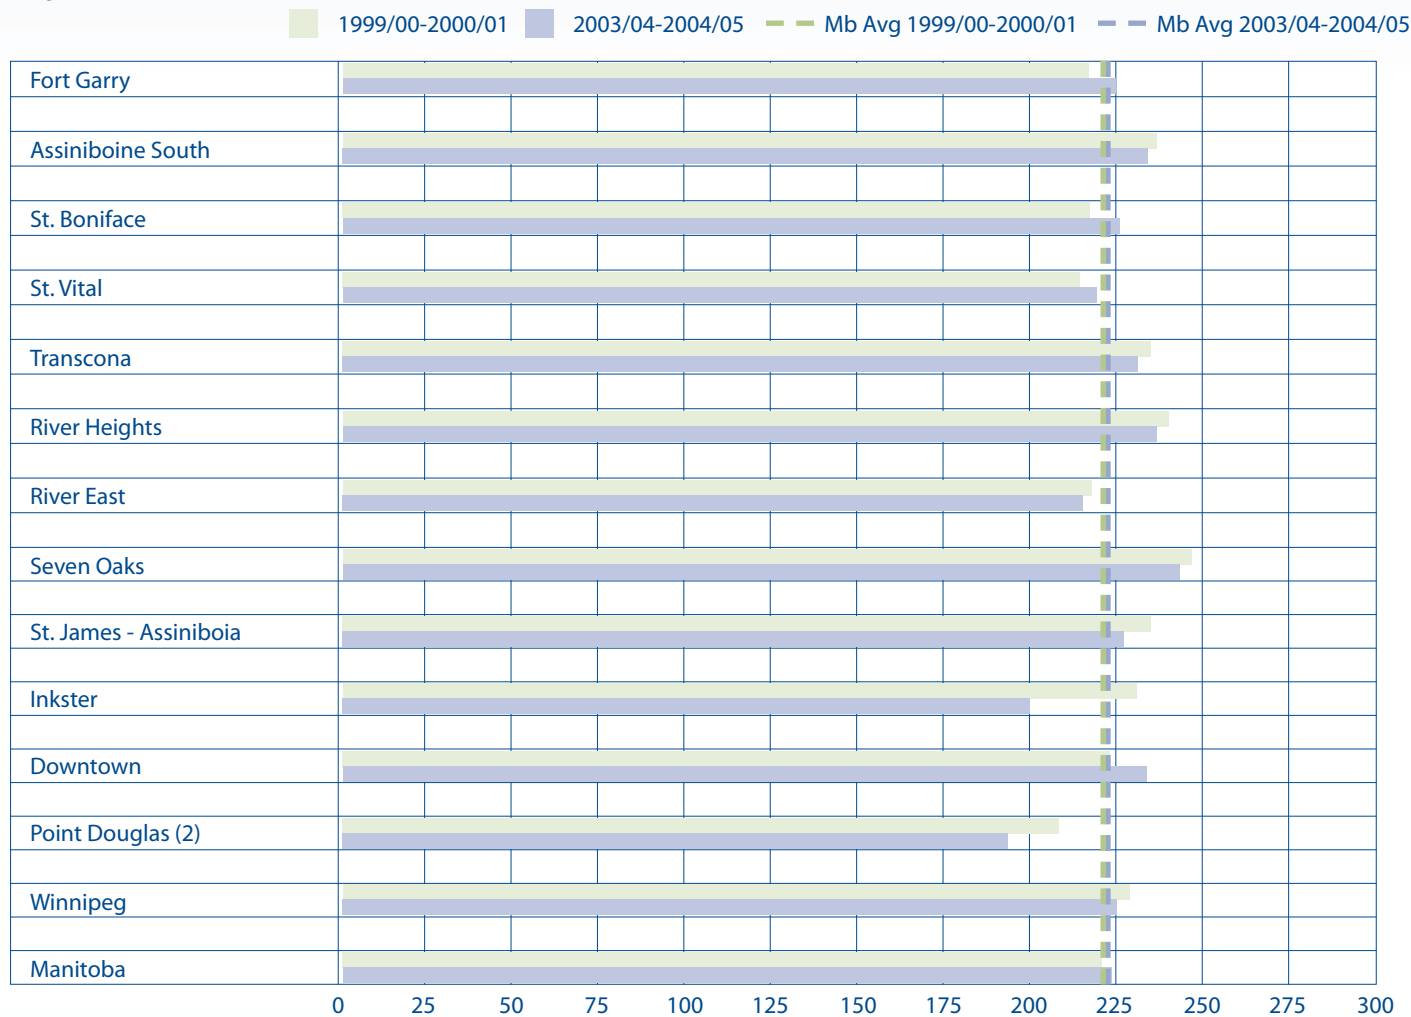 1999/00-2000/01 2003/04-2004/05 Mb Avg 1999/00-2000/01 Mb Avg 2003/04-2004/05
Fort Garry
Assiniboine South
St. Boniface
St. Vital
Transcona
River Heights
River East
Seven Oaks
St. James - Assiniboia
Inkster
Downtown
Point Douglas (2)
Winnipeg
Manitoba
0 25 50 75 100 125 150 175 200 225 250 275 300